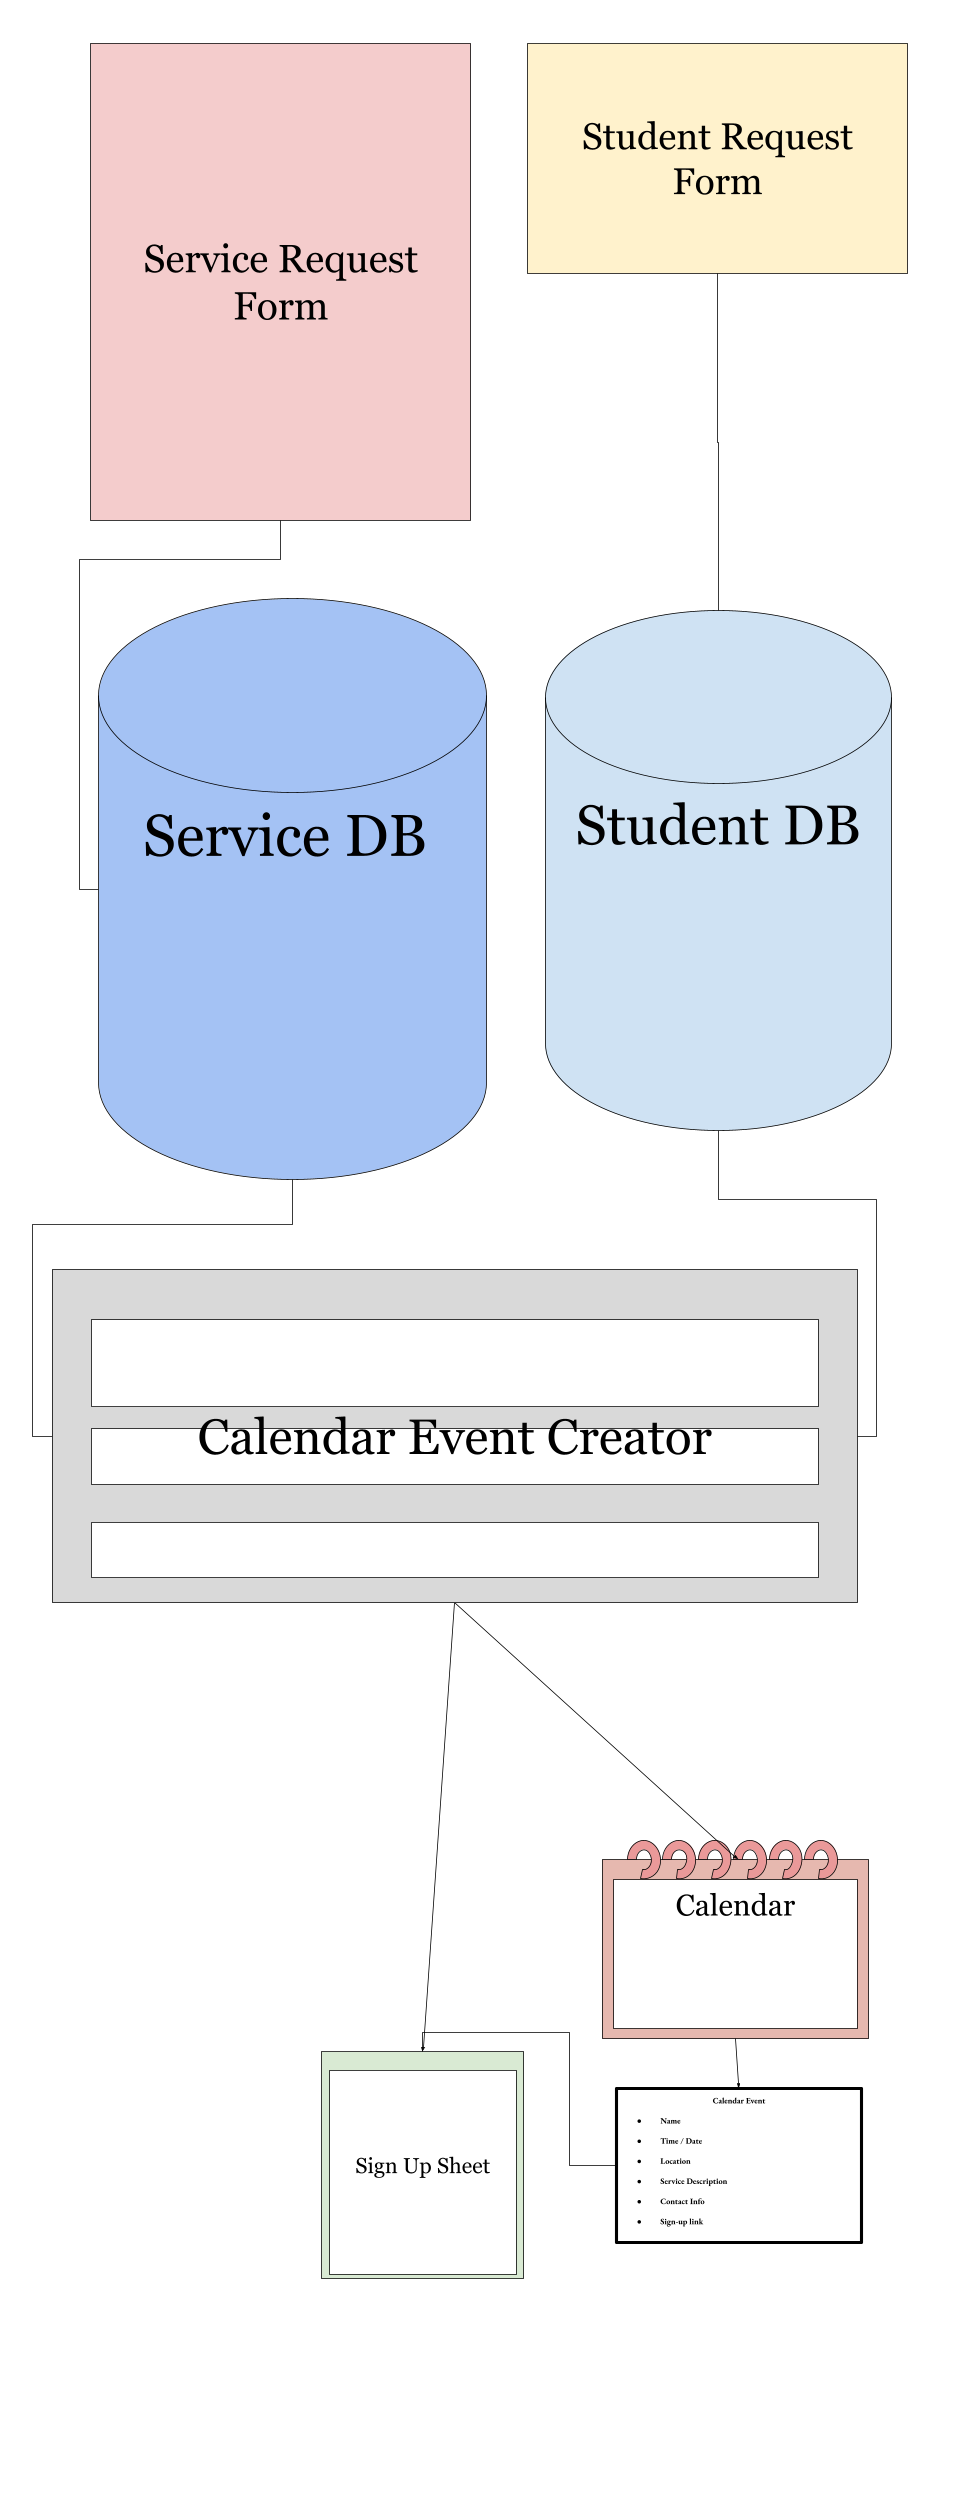 Service Request
Form
Student Request
Form
Service DB
Student DB
Calendar Event Creator
Calendar
Calendar Event
● Name
● Time / Date
● Location
● Service Description
● Contact Info
● Sign-up link
Sign Up Sheet